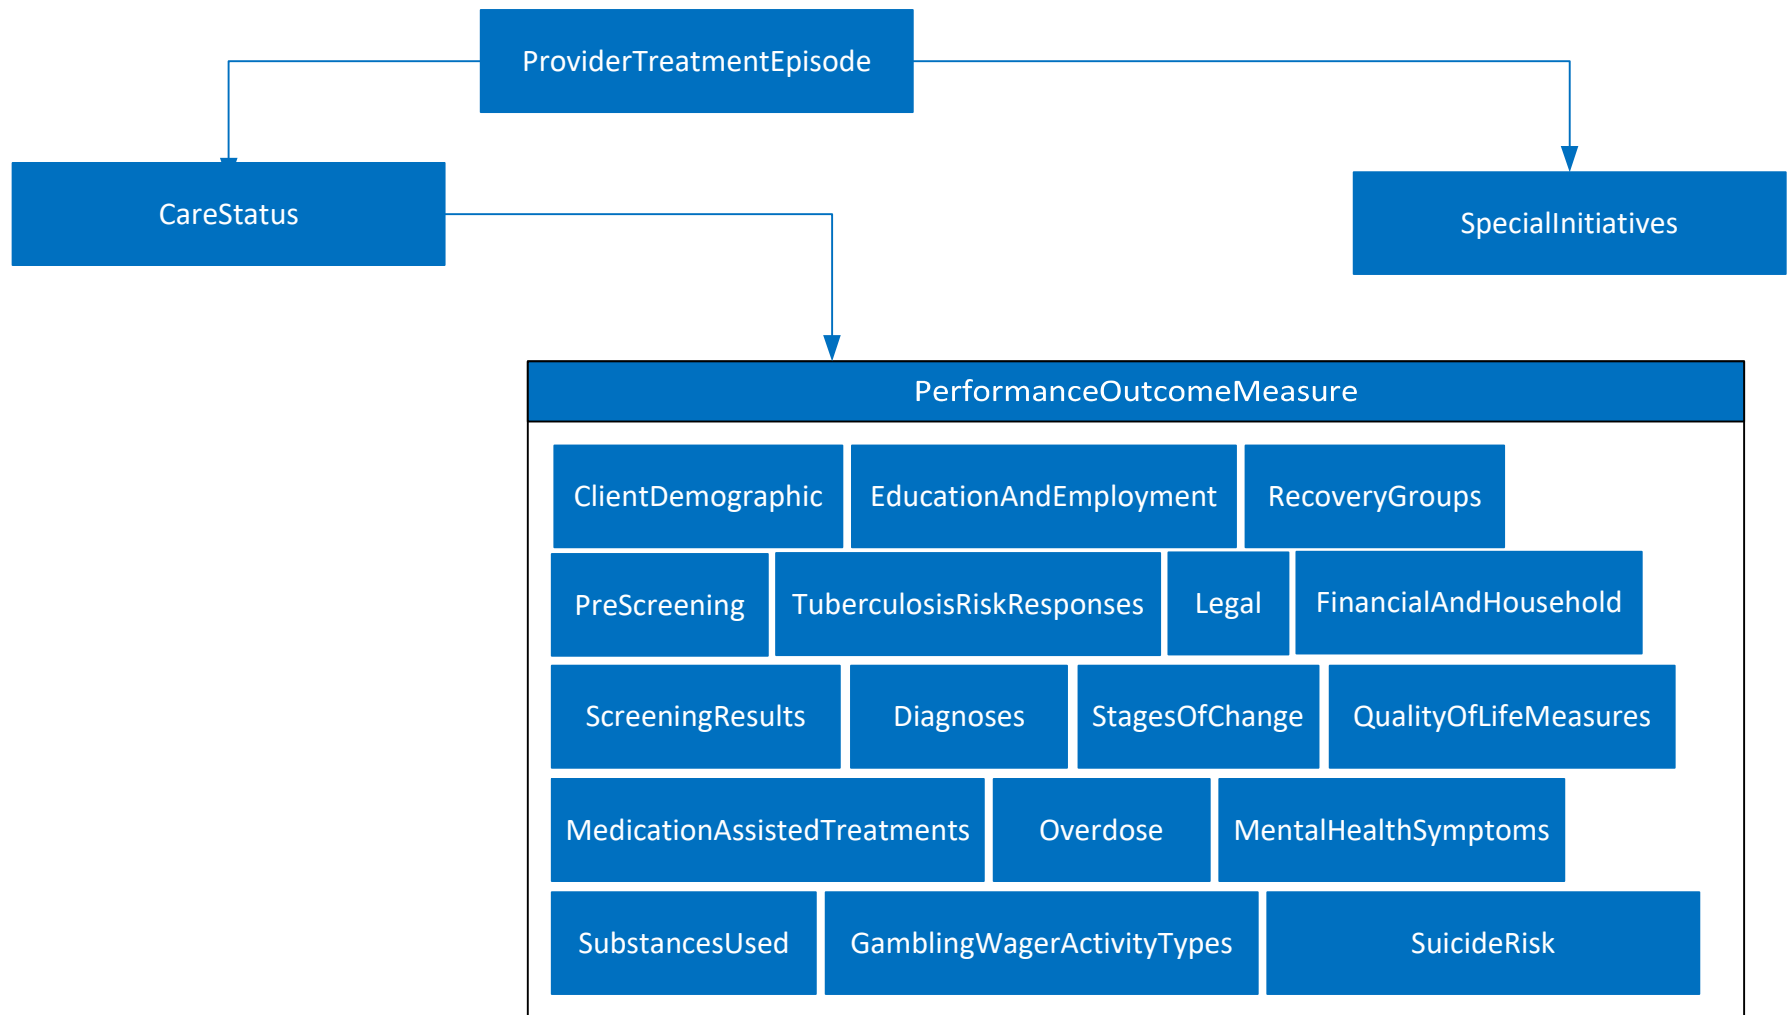 ProviderTreatmentEpisode
CareStatus
SpecialInitiatives
PerformanceOutcomeMeasure
ClientDemographic
EducationAndEmployment
RecoveryGroups
PreScreening
TuberculosisRiskResponses
Legal
FinancialAndHousehold
ScreeningResults
Diagnoses
StagesOfChange
QualityOfLifeMeasures
MedicationAssistedTreatments
Overdose
MentalHealthSymptoms
SubstancesUsed
GamblingWagerActivityTypes
SuicideRisk